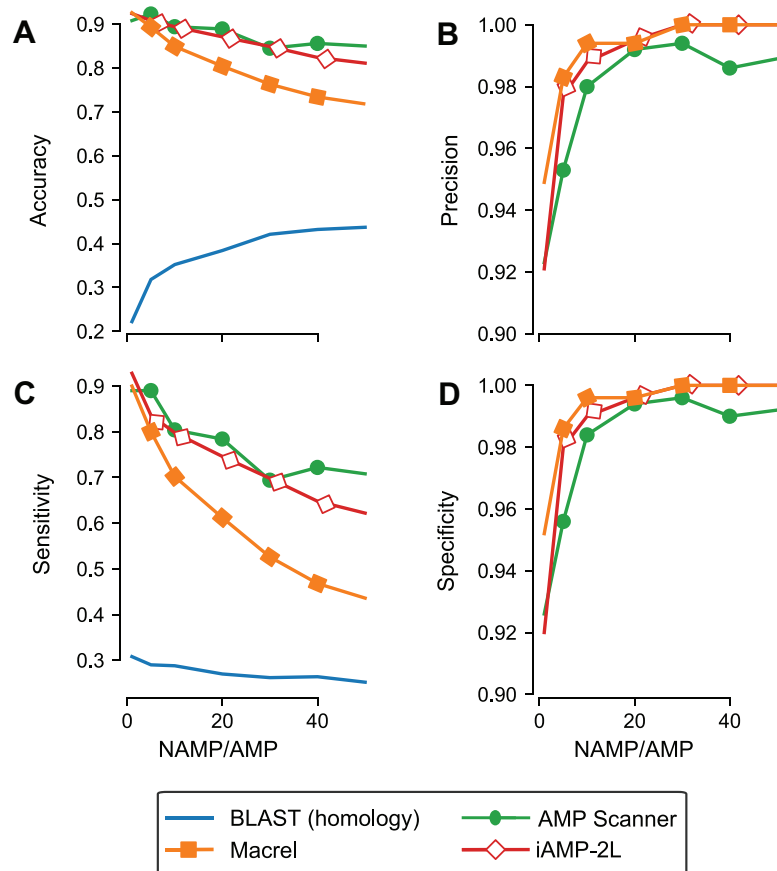 A
0.9
0.8
0.7
0.6
0.5
0.4
0.3
0.2
Accuracy
B
1.00
0.98
0.96
0.94
0.92
0.90
Precision
C
0.9
0.8
0.7
0.6
0.5
0.4
0.3
Sensitivity
0 20 40
NAMP/AMP
D
1.00
0.98
0.96
0.94
0.92
0.90
Specificity
0 20 40
NAMP/AMP
BLAST (homology) AMP Scanner
Macrel iAMP-2L